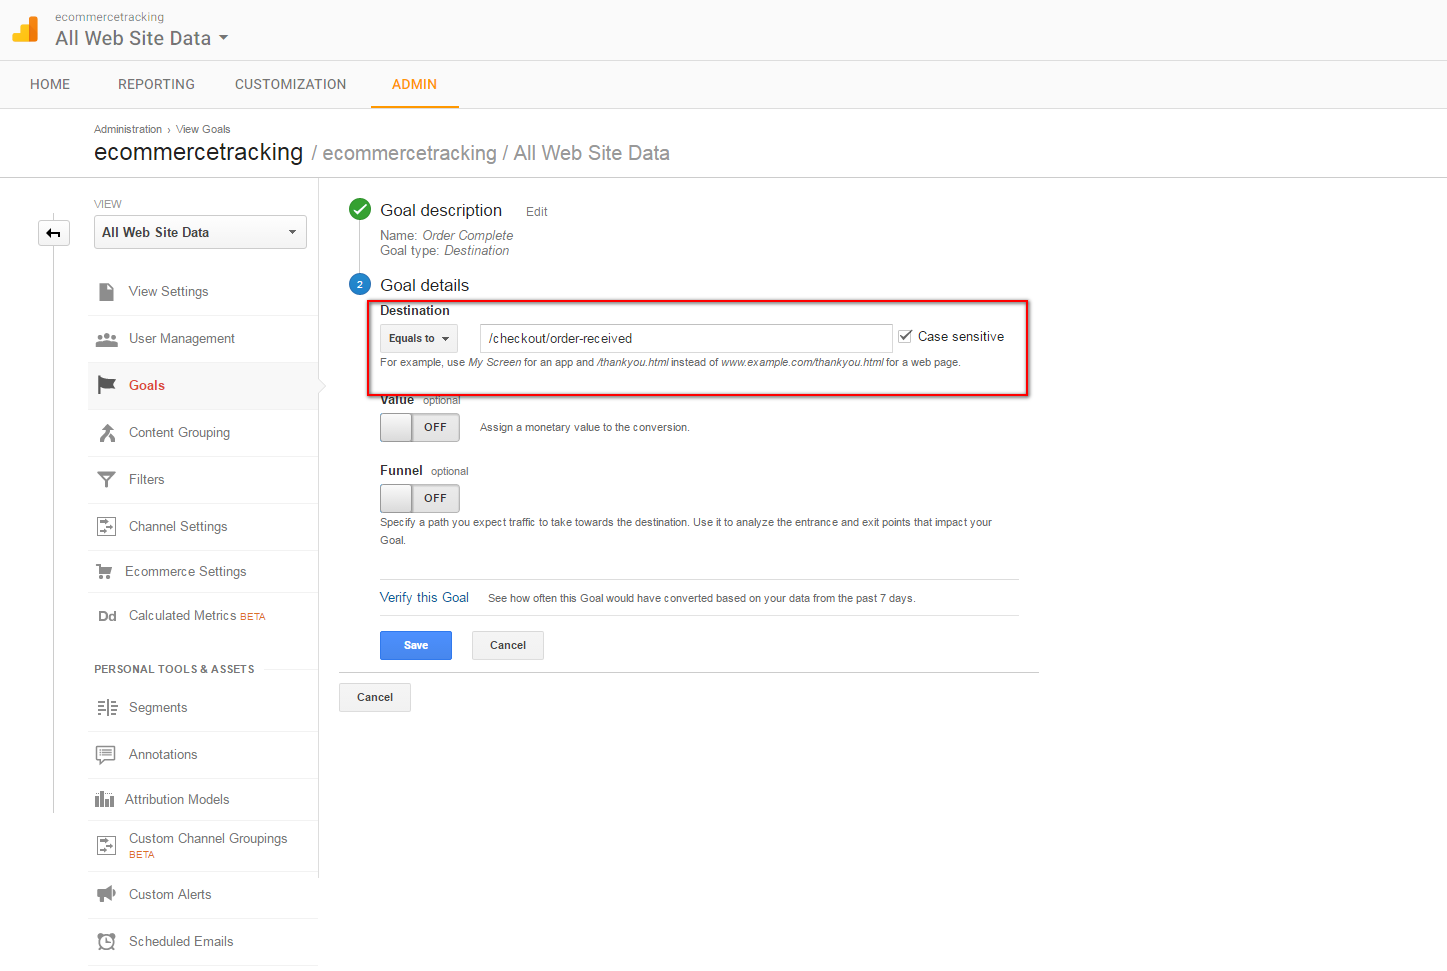 ecommercetracking
All Web Site Data
HOME REPORTING CUSTOMIZATION ADMIN
Administration › View Goals
ecommercetracking / ecommercetracking / All Web Site Data
VIEW
All Web Site Data
View Settings
User Management
Goals
Content Grouping
Filters
Channel Settings
Ecommerce Settings
Dd Calculated Metrics BETA
PERSONAL TOOLS & ASSETS
Segments
Annotations
Attribution Models
Custom Channel Groupings
BETA
Custom Alerts
Scheduled Emails
Goal description Edit
Name: Order Complete
Goal type: Destination
2 Goal details
Destination
Equals to /checkout/order-received Case sensitive
For example, use My Screen for an app and /thankyou.html instead of www.example.com/thankyou.html for a web page.
Value optional
OFF Assign a monetary value to the conversion.
Funnel optional
OFF
Specify a path you expect traffic to take towards the destination. Use it to analyze the entrance and exit points that impact your
Goal.
Verify this Goal See how often this Goal would have converted based on your data from the past 7 days.
Save Cancel
Cancel